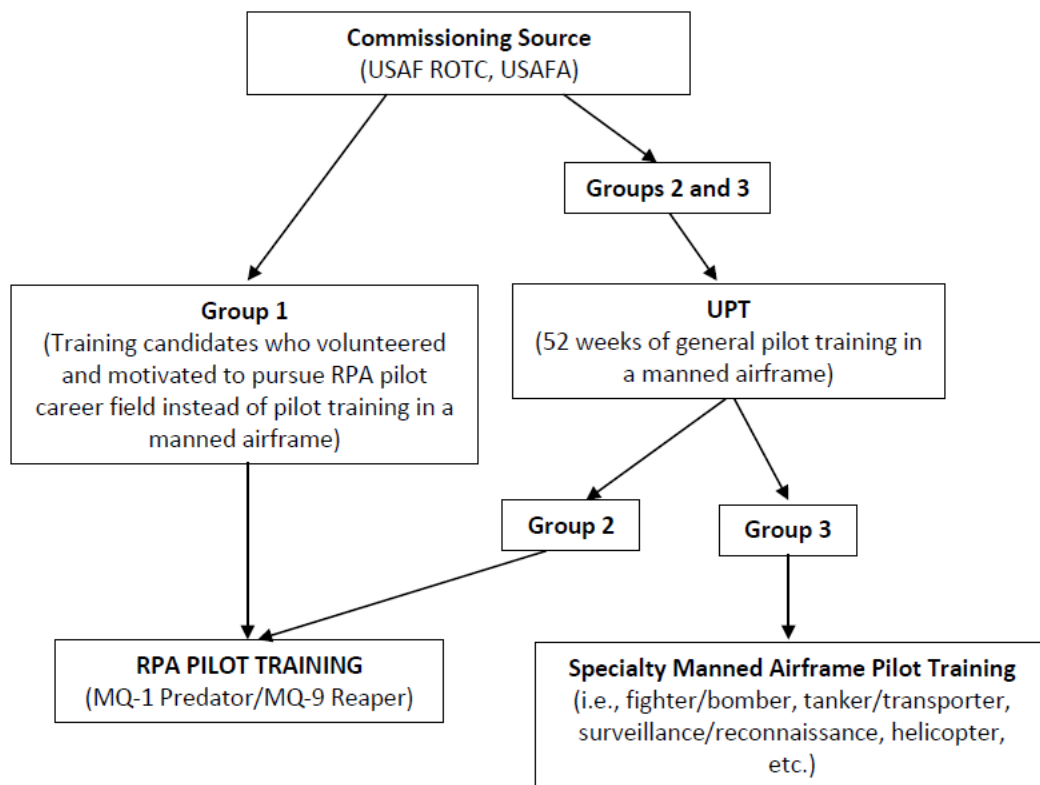 Commissioning Source
(USAF ROTC, USAFA)
Groups 2 and 3
Group 1
(Training candidates who volunteered
and motivated to pursue RPA pilot
career field instead of pilot training in a
manned airframe)
UPT
(52 weeks of general pilot training in
a manned airframe)
Group 2
Group 3
RPA PILOT TRAINING
(MQ-1 Predator/MQ-9 Reaper)
Specialty Manned Airframe Pilot Training
(i.e., fighter/bomber, tanker/transporter,
surveillance/reconnaissance, helicopter,
etc.)